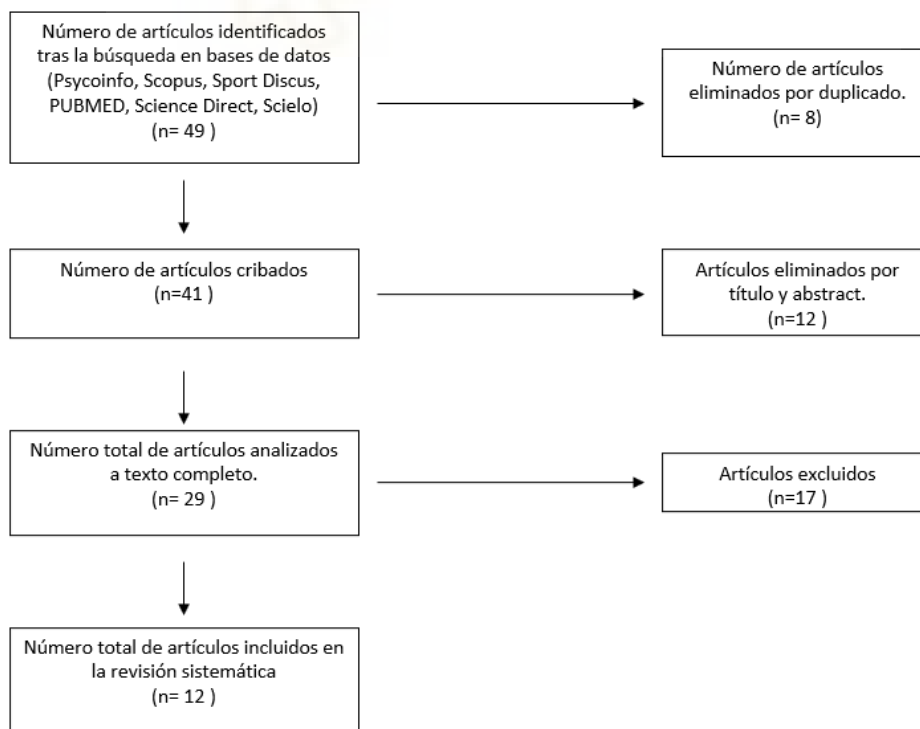 Número de artículos identificados
tras la búsqueda en bases de datos
(Psycoinfo, Scopus, Sport Discus,
PUBMED, Science Direct, Scielo)
(n= 49 )
Número de artículos
eliminados por duplicado.
(n= 8)
Número de artículos cribados
(n=41 )
Artículos eliminados por
título y abstract.
(n=12 )
Número total de artículos analizados
a texto completo.
(n= 29 )
Artículos excluidos
(n=17 )
Número total de artículos incluidos en
la revisión sistemática
(n= 12 )